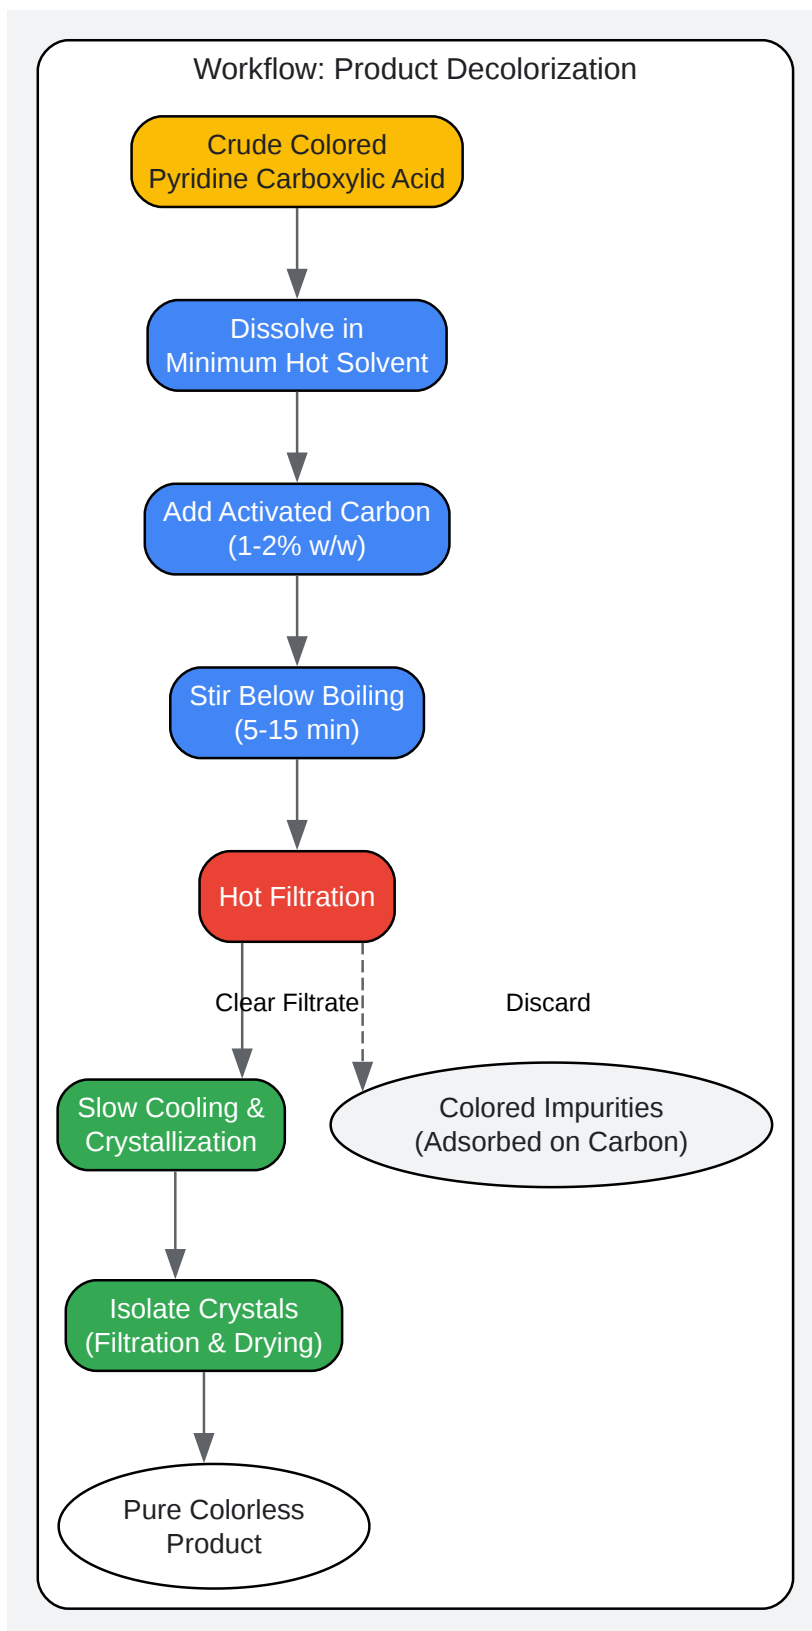 Workflow: Product Decolorization
Crude Colored
Pyridine Carboxylic Acid
Dissolve in
Minimum Hot Solvent
Add Activated Carbon
(1-2% w/w)
Stir Below Boiling
(5-15 min)
Hot Filtration
Clear Filtrate
Discard
Slow Cooling &
Crystallization
Colored Impurities
(Adsorbed on Carbon)
Isolate Crystals
(Filtration & Drying)
Pure Colorless
Product